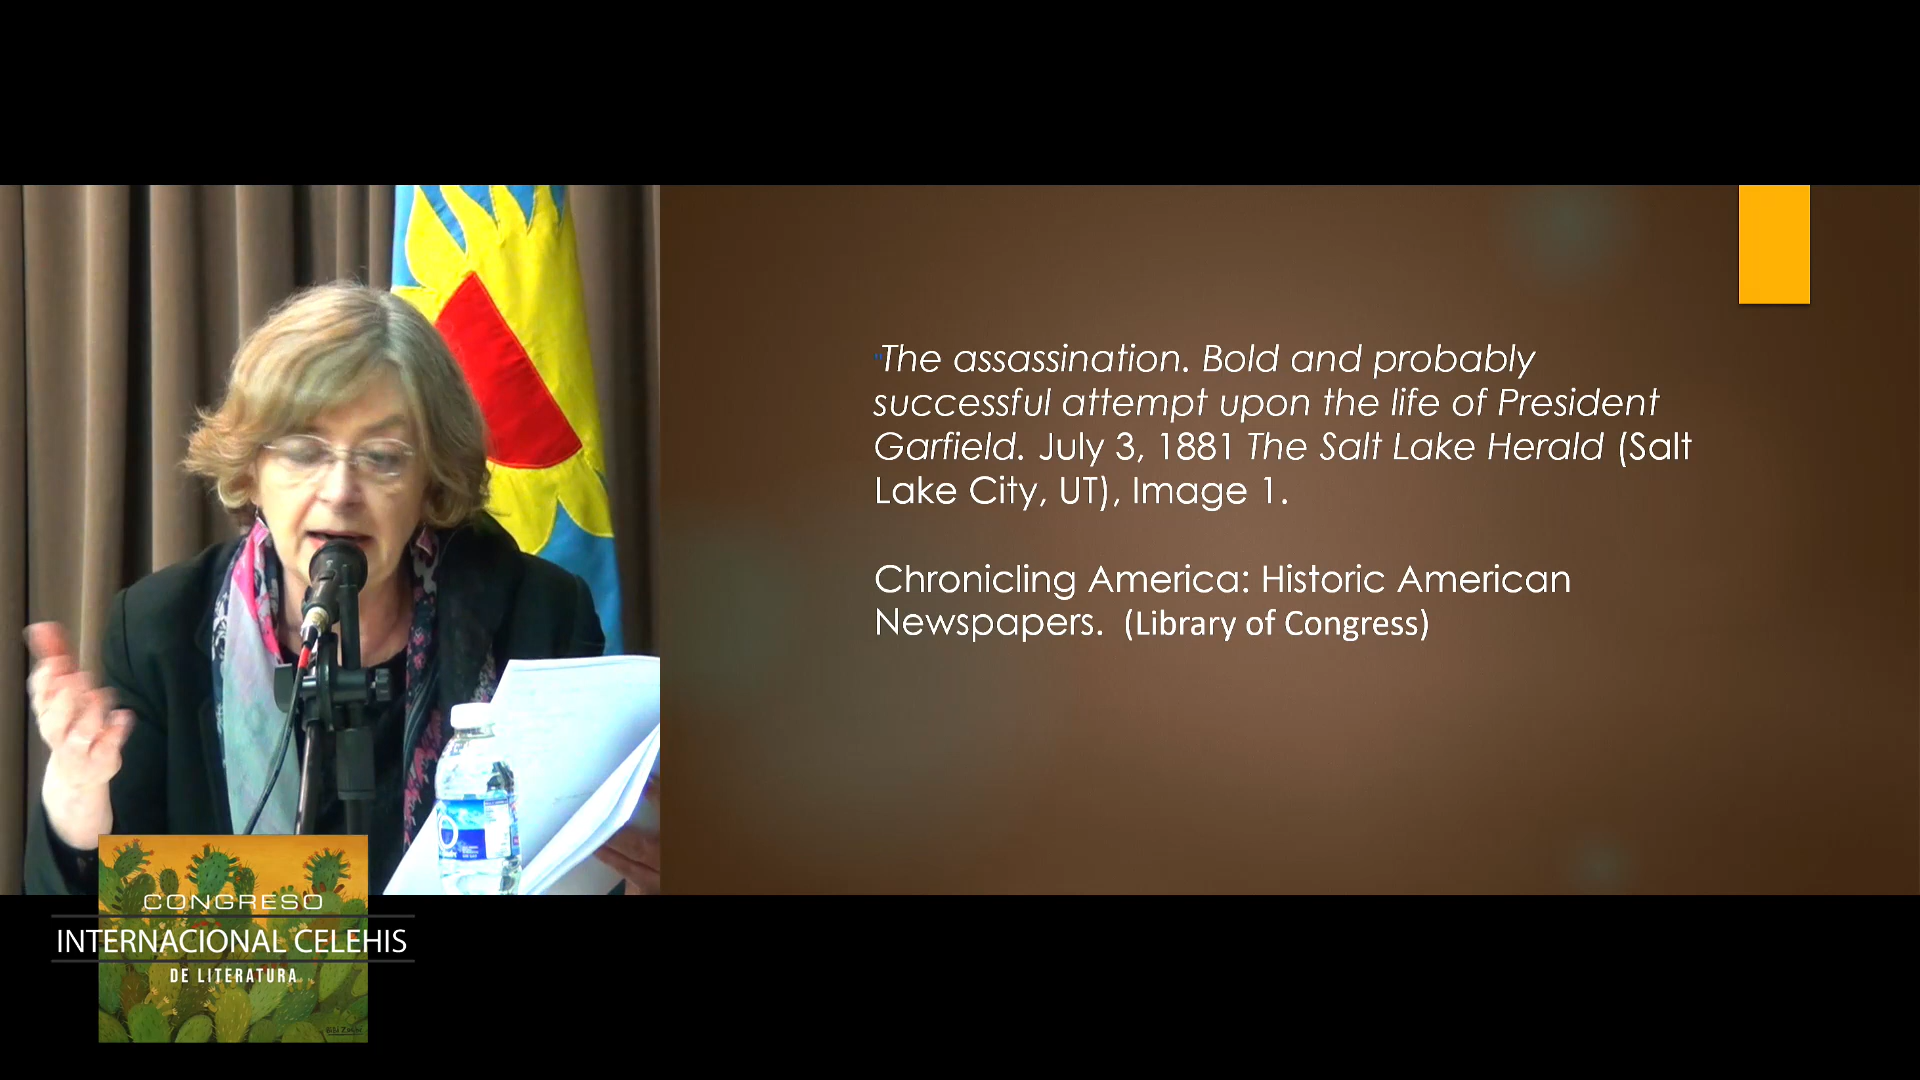 "The assassination. Bold and probably
successful attempt upon the life of President
Garfield. July 3, 1881 The Salt Lake Herald (Salt
Lake City, UT), Image 1.
Chronicling America: Historic American
Newspapers. (Library of Congress)
CONGRESO
INTERNACIONAL CELEHIS
DE LITERATURA